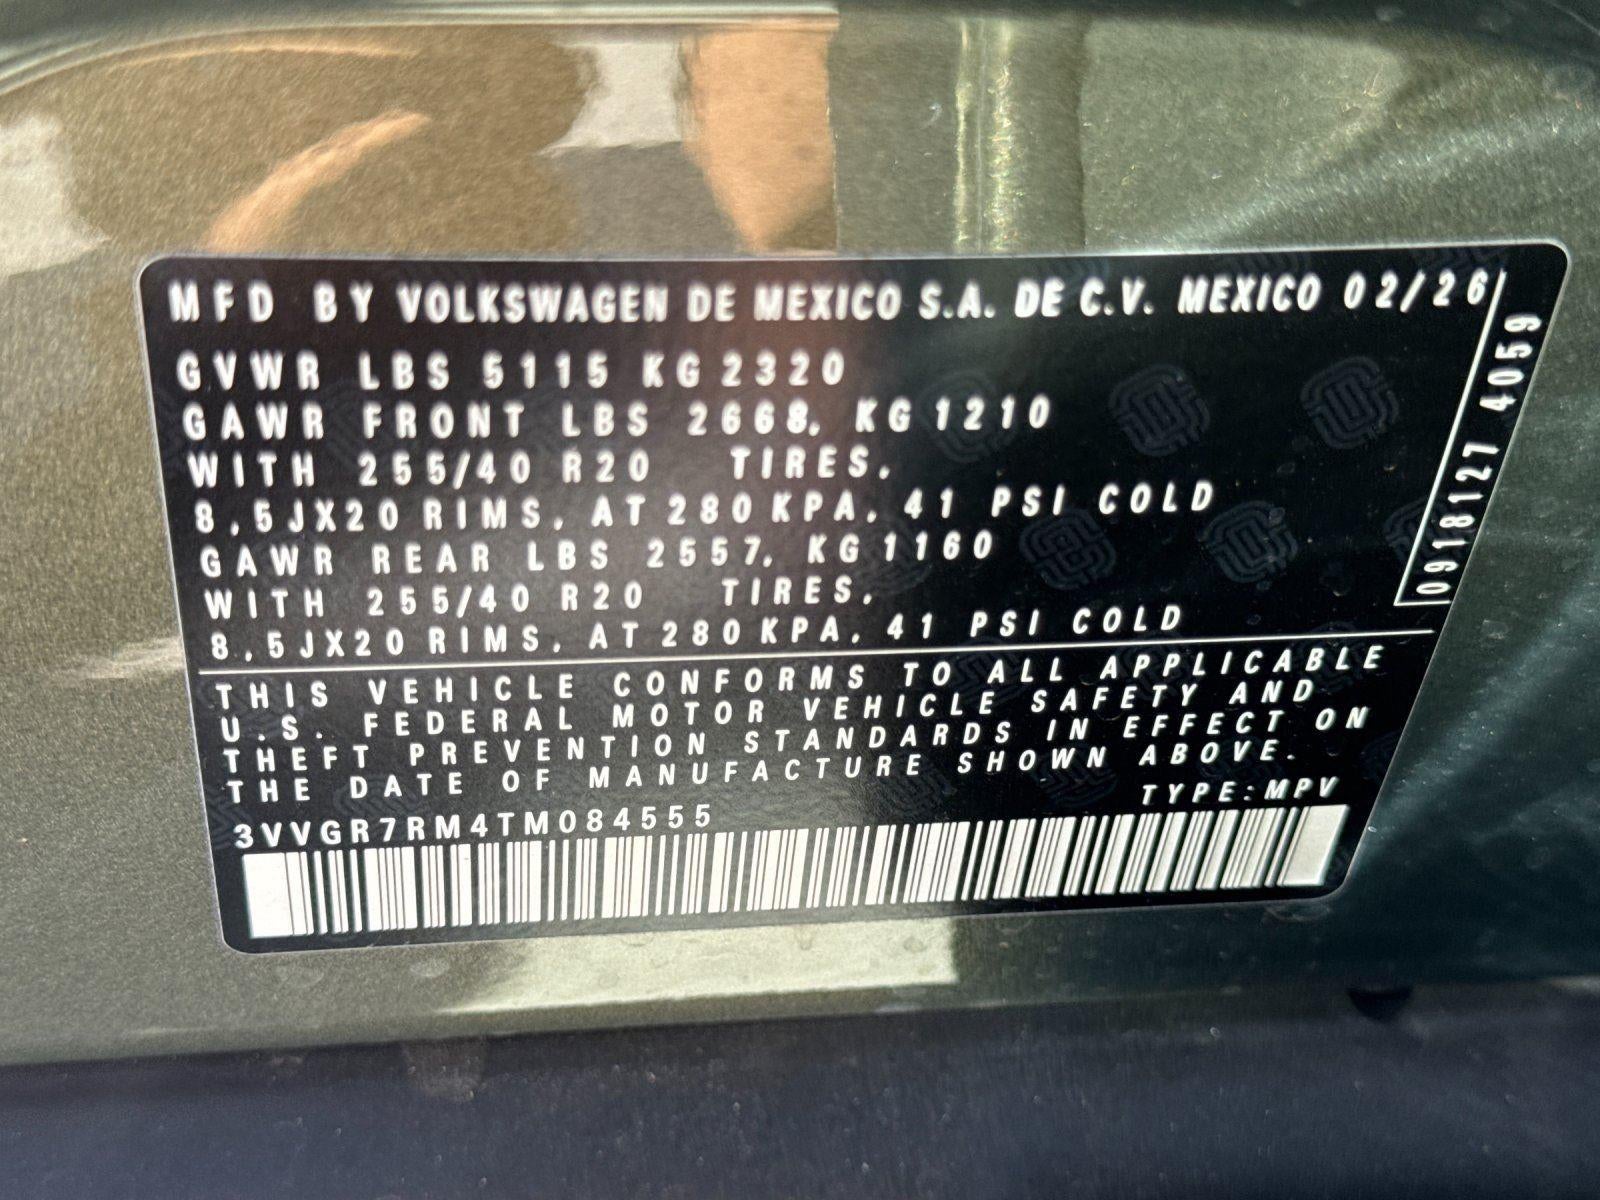 MFD BY VOLKSWAGEN DE MEXICO S.A. DE C.V. MEXICO 02/26
GVWR LBS 5115 KG 2320
GAWR FRONT LBS 2668, KG 1210
WITH 255/40 R20 TIRES,
8,5JX20 RIMS, AT 280 KPA, 41 PSI COLD
GAWR REAR LBS 2557, KG 1160
WITH 255/40 R20 TIRES,
8,5JX20 RIMS, AT 280 KPA, 41 PSI COLD
0918127 4059
THIS VEHICLE CONFORMS TO ALL APPLICABLE
U.S. FEDERAL MOTOR VEHICLE SAFETY AND
THEFT PREVENTION STANDARDS IN EFFECT ON
THE DATE OF MANUFACTURE SHOWN ABOVE.
TYPE: MPV
3VVGR7RM4TM084555